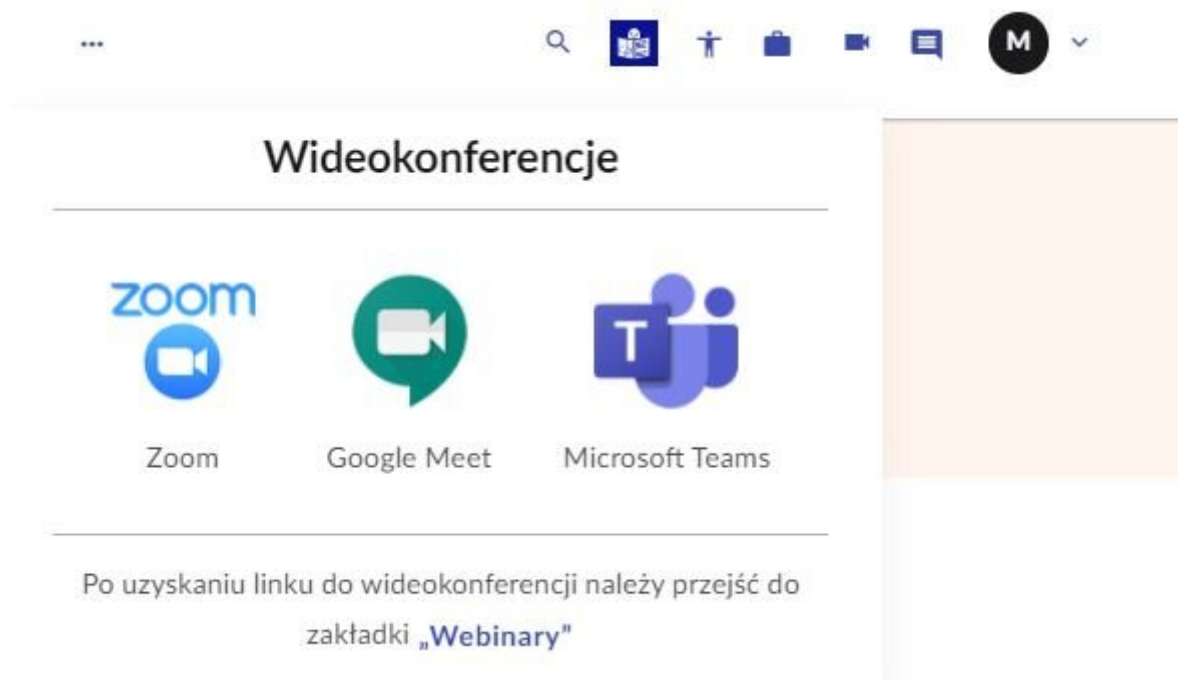 ...
M
Wideokonferencje
zoom
T
Zoom
Google Meet
Microsoft Teams
Po uzyskaniu linku do wideokonferencji należy przejść do
zakładki „Webinary”